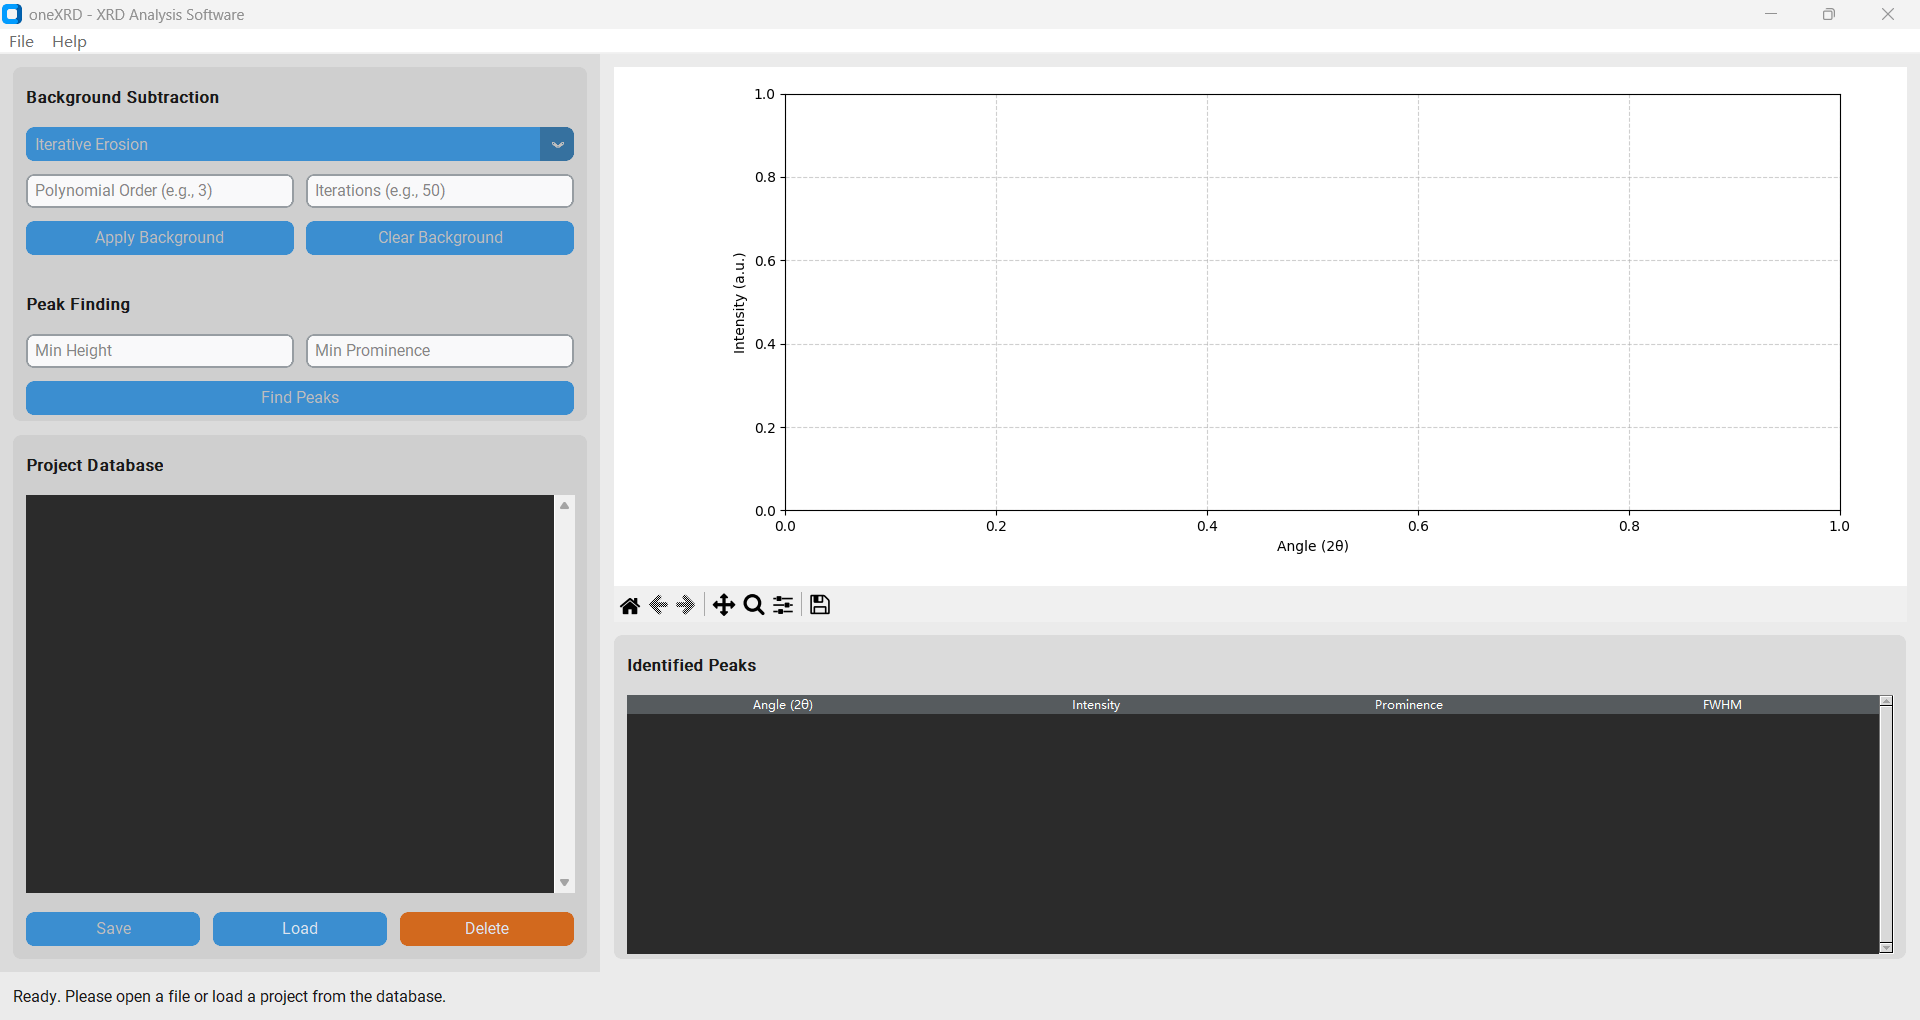 oneXRD - XRD Analysis Software
File Help
Background Subtraction
Iterative Erosion
Polynomial Order (e.g., 3) Iterations (e.g., 50)
Apply Background Clear Background
Peak Finding
Min Height Min Prominence
Find Peaks
Project Database
Save Load Delete
1.0
0.8
0.6
0.4
0.2
0.0
Intensity (a.u.)
0.0 0.2 0.4 0.6 0.8 1.0
Angle (2θ)
Identified Peaks
Angle (2θ) Intensity Prominence FWHM
Ready. Please open a file or load a project from the database.